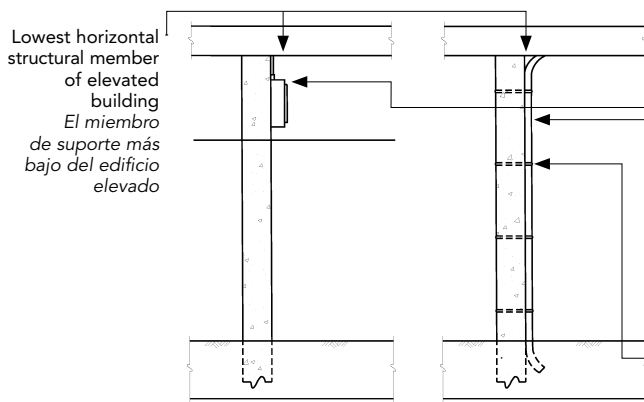 Lowest horizontal
structural member
of elevated
building
El miembro
de suporte más
bajo del edificio
elevado